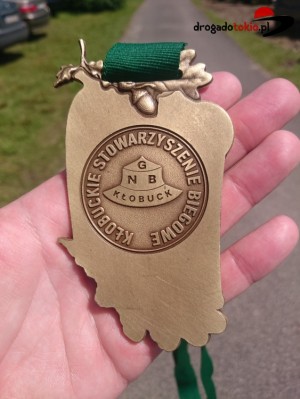 drogadotokio.pl
KŁOBUCKIE STOWARZYSZENIE BIEGOWE
G
N B
KŁOBUCK